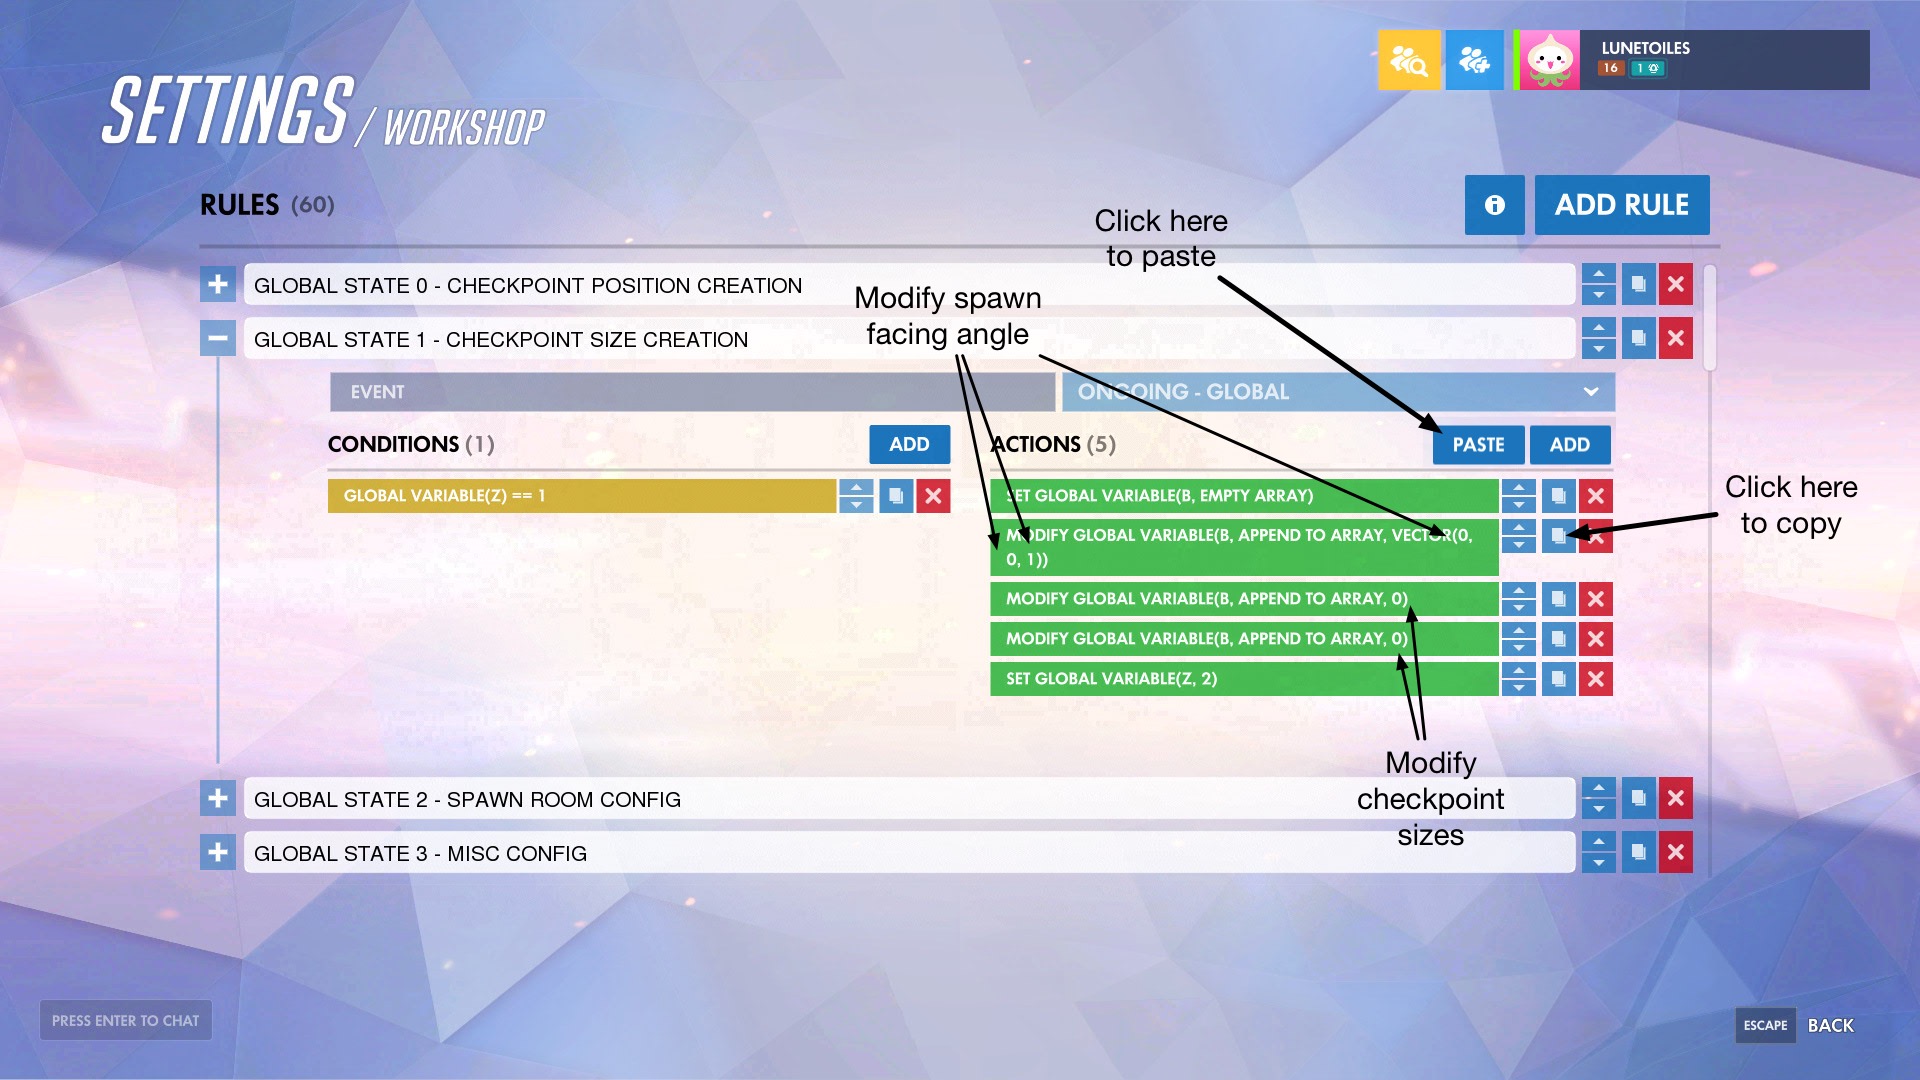 LUNETOILES
16 1
SETTINGS / WORKSHOP
RULES (60)
ADD RULE
Click here
to paste
GLOBAL STATE 0 - CHECKPOINT POSITION CREATION
Modify spawn
facing angle
GLOBAL STATE 1 - CHECKPOINT SIZE CREATION
EVENT
ONGOING - GLOBAL
CONDITIONS (1)
ADD
ACTIONS (5)
PASTE
ADD
GLOBAL VARIABLE(Z) == 1
SET GLOBAL VARIABLE(B, EMPTY ARRAY)
Click here
to copy
MODIFY GLOBAL VARIABLE(B, APPEND TO ARRAY, VECTOR(0,
0, 1))
MODIFY GLOBAL VARIABLE(B, APPEND TO ARRAY, 0)
MODIFY GLOBAL VARIABLE(B, APPEND TO ARRAY, 0)
SET GLOBAL VARIABLE(Z, 2)
Modify
checkpoint
sizes
GLOBAL STATE 2 - SPAWN ROOM CONFIG
GLOBAL STATE 3 - MISC CONFIG
PRESS ENTER TO CHAT
ESCAPE BACK